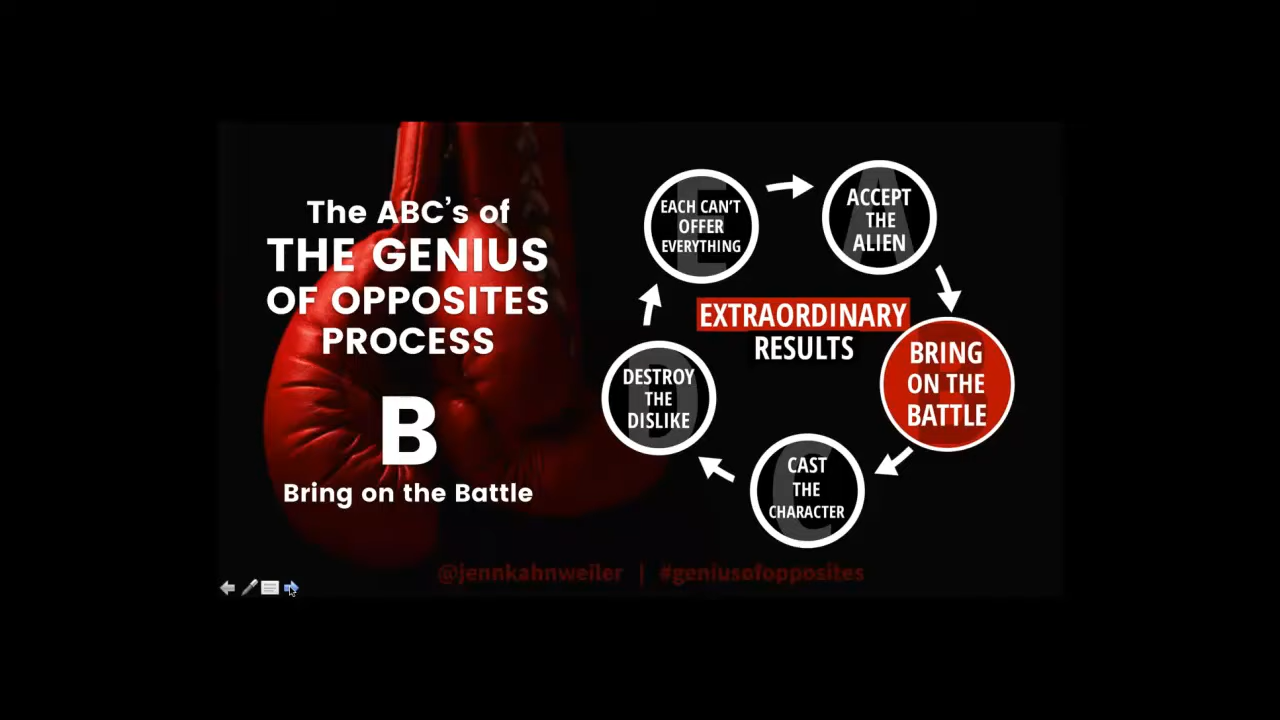 The ABC's of
THE GENIUS
OF OPPOSITES
PROCESS
B
Bring on the Battle
E
EACH CAN'T
OFFER
EVERYTHING
A
ACCEPT
THE
ALIEN
EXTRAORDINARY
RESULTS
BRING
ON THE
BATTLE
D
DESTROY
THE
DISLIKE
C
CAST
THE
CHARACTER
@jennkahnweiler | #geniusofopposites